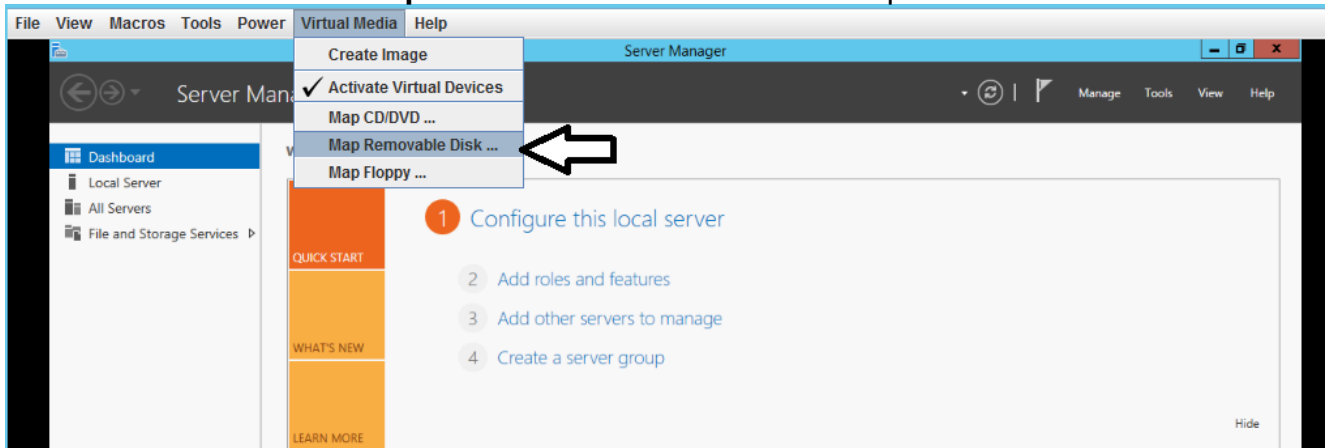 File View Macros Tools Power Virtual Media Help
Server Manager
Create Image
Activate Virtual Devices
Map CD/DVD ...
Map Removable Disk ...
Map Floppy ...
Manage Tools View Help
Dashboard
Local Server
All Servers
File and Storage Services
QUICK START
WHAT'S NEW
LEARN MORE
1 Configure this local server
2 Add roles and features
3 Add other servers to manage
4 Create a server group
Hide